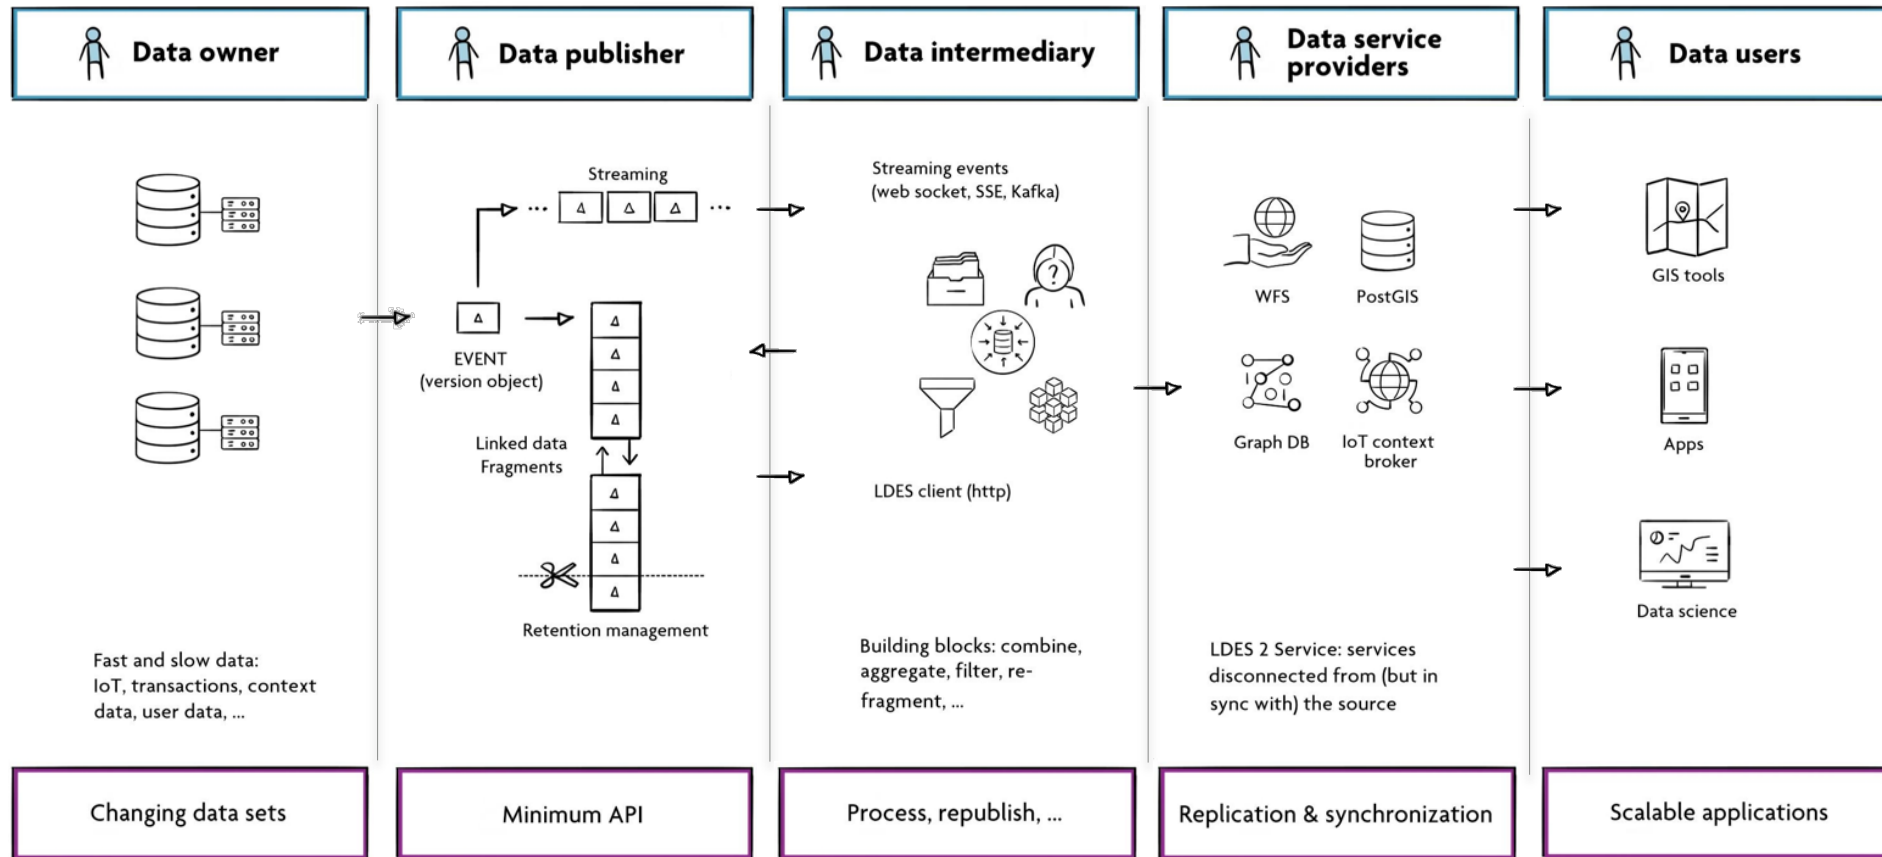 Data owner
Data publisher
Data intermediary
Data service
providers
Data users
Fast and slow data:
IoT, transactions, context
data, user data, ...
Streaming
...
...
EVENT
(version object)
Linked data
Fragments
Retention management
Streaming events
(web socket, SSE, Kafka)
?
LDES client (http)
Building blocks: combine,
aggregate, filter, re-
fragment, ...
WFS
PostGIS
Graph DB
IoT context
broker
LDES 2 Service: services
disconnected from (but in
sync with) the source
GIS tools
Apps
Data science
Changing data sets
Minimum API
Process, republish, ...
Replication & synchronization
Scalable applications